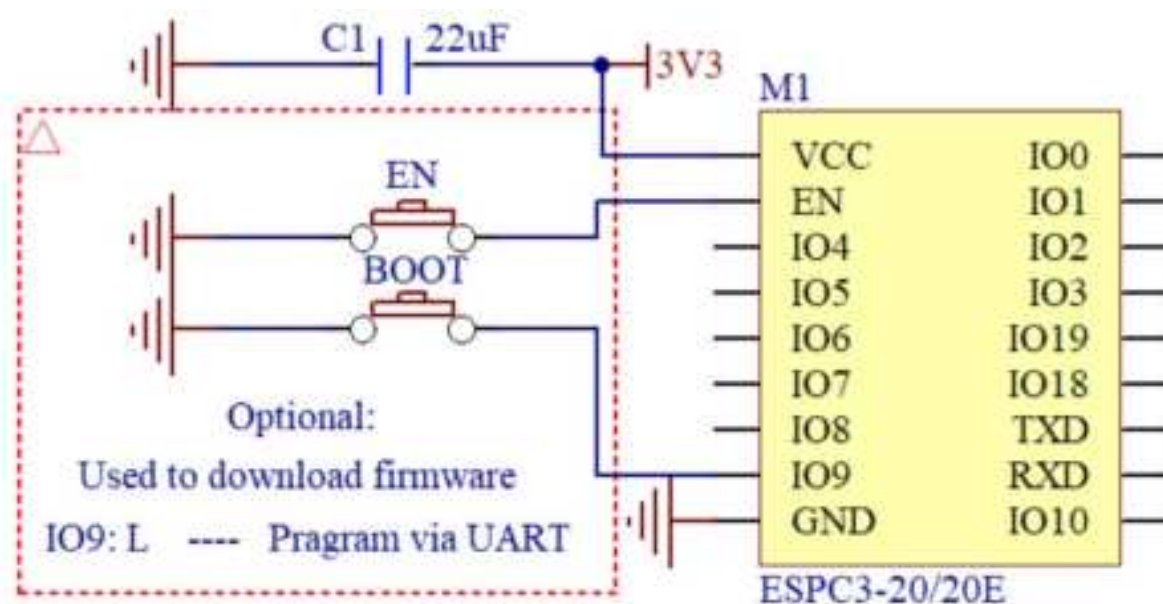 C1 22uF
3V3
M1
EN
BOOT
Optional:
Used to download firmware
IO9: L ---- Pragram via UART
VCC IO0
EN IO1
IO4 IO2
IO5 IO3
IO6 IO19
IO7 IO18
IO8 TXD
IO9 RXD
GND IO10
ESPC3-20/20E